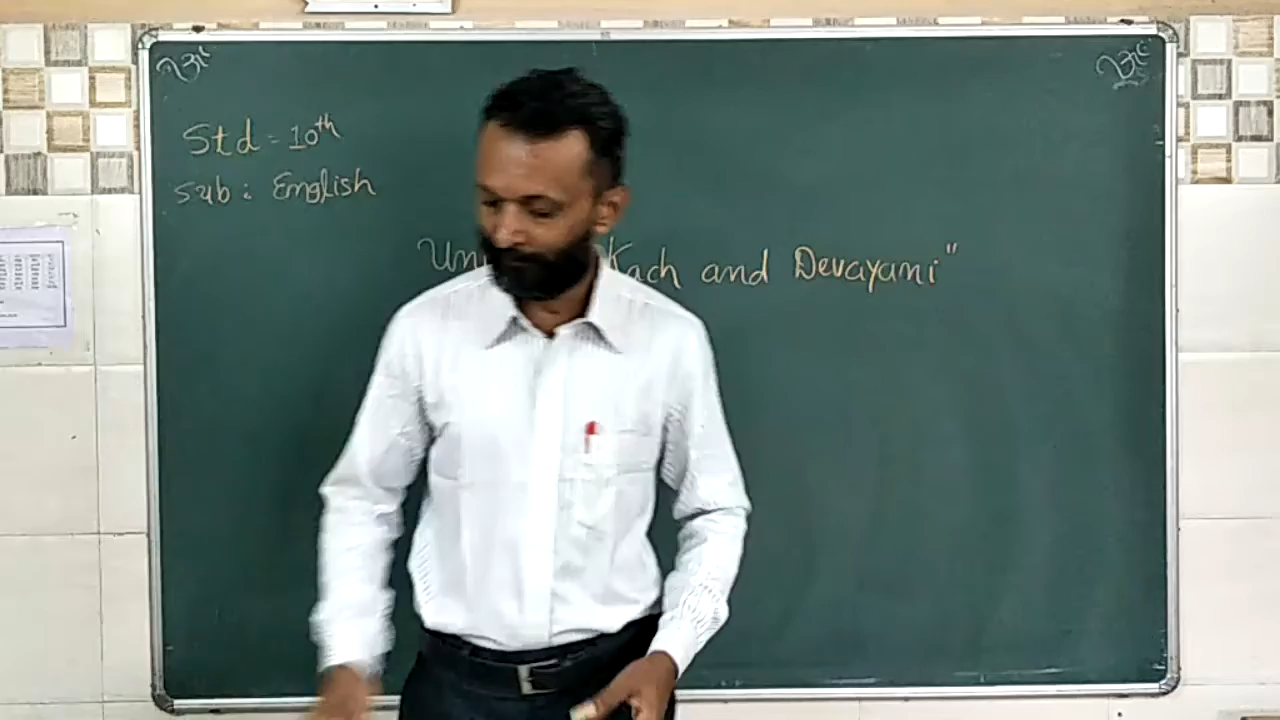 Std = 10th
Sub : English
Kach and Devayani"